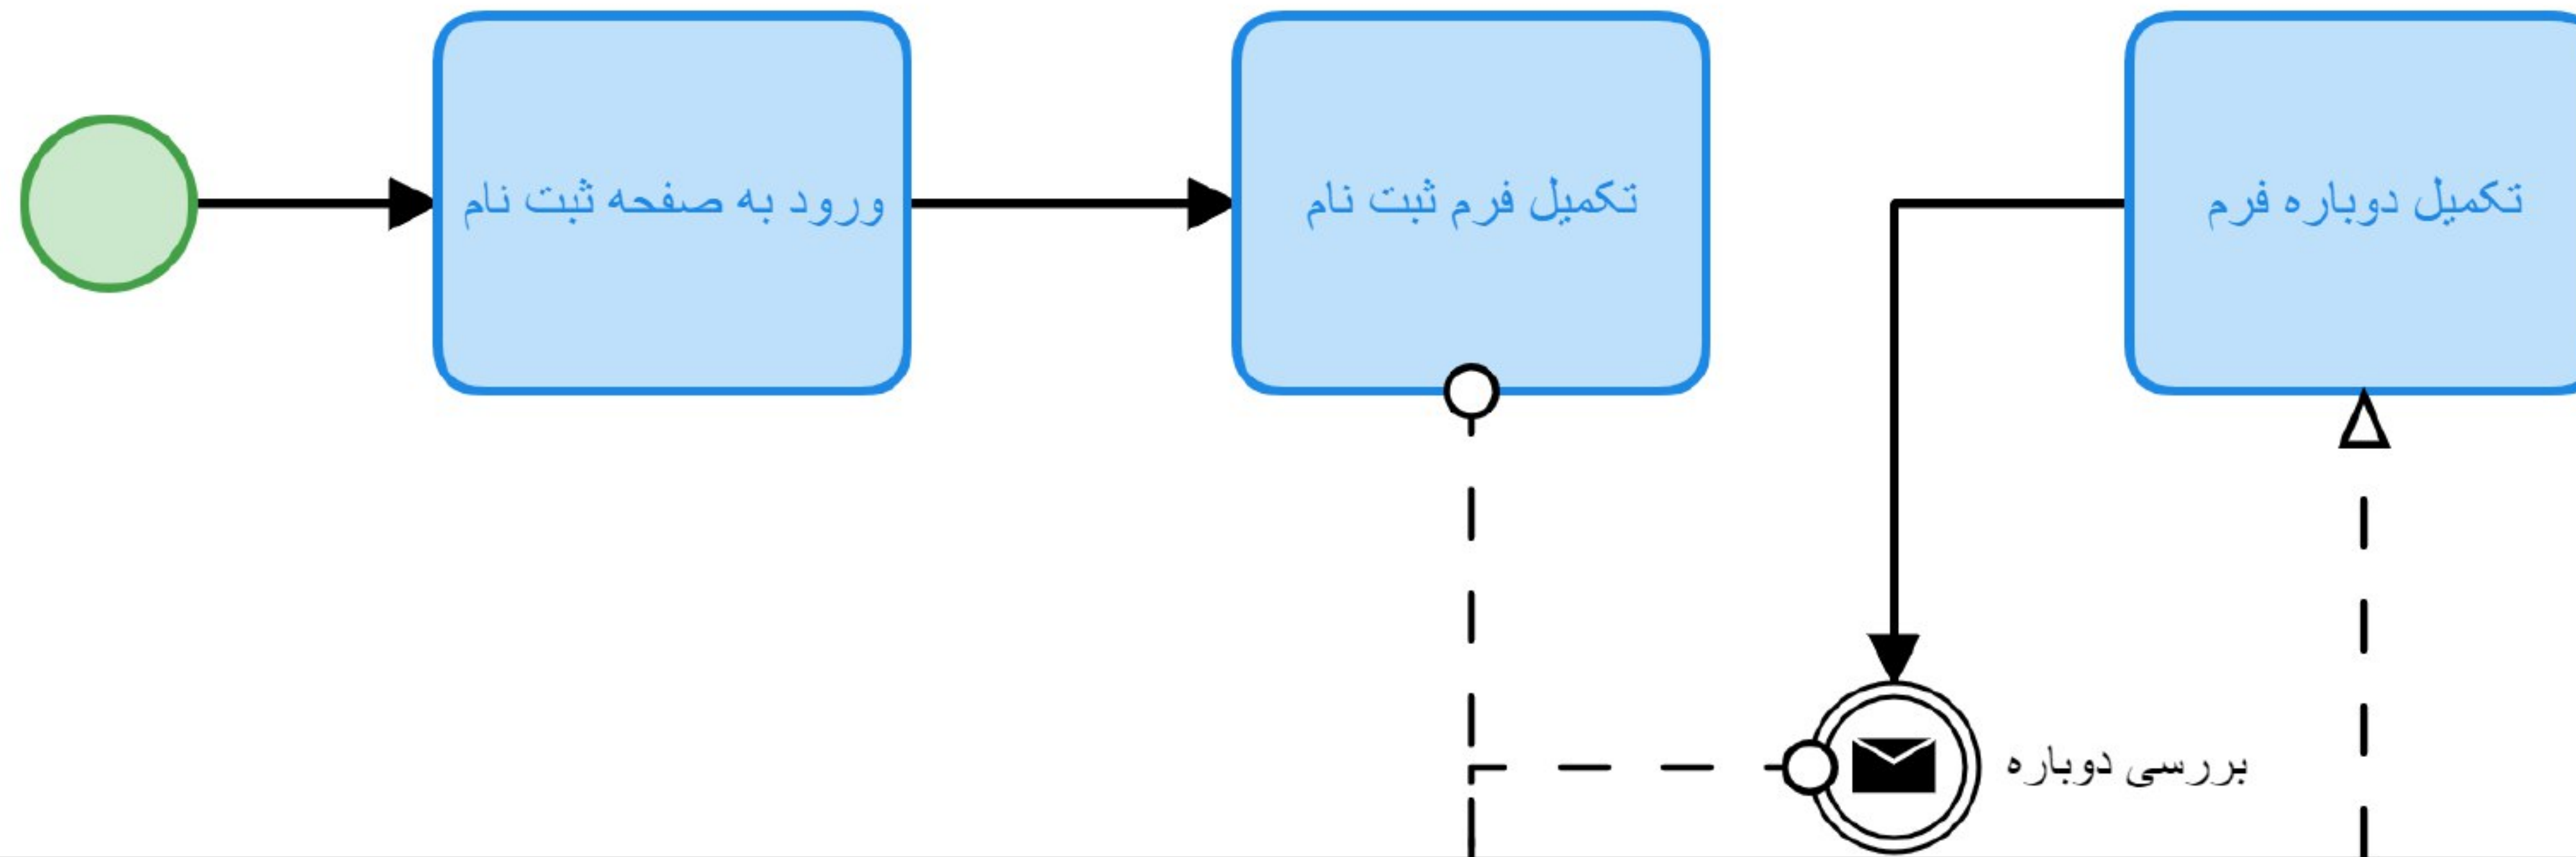 ورود به صفحه ثبت نام
تکمیل فرم ثبت نام
تکمیل دوباره فرم
بررسی دوباره